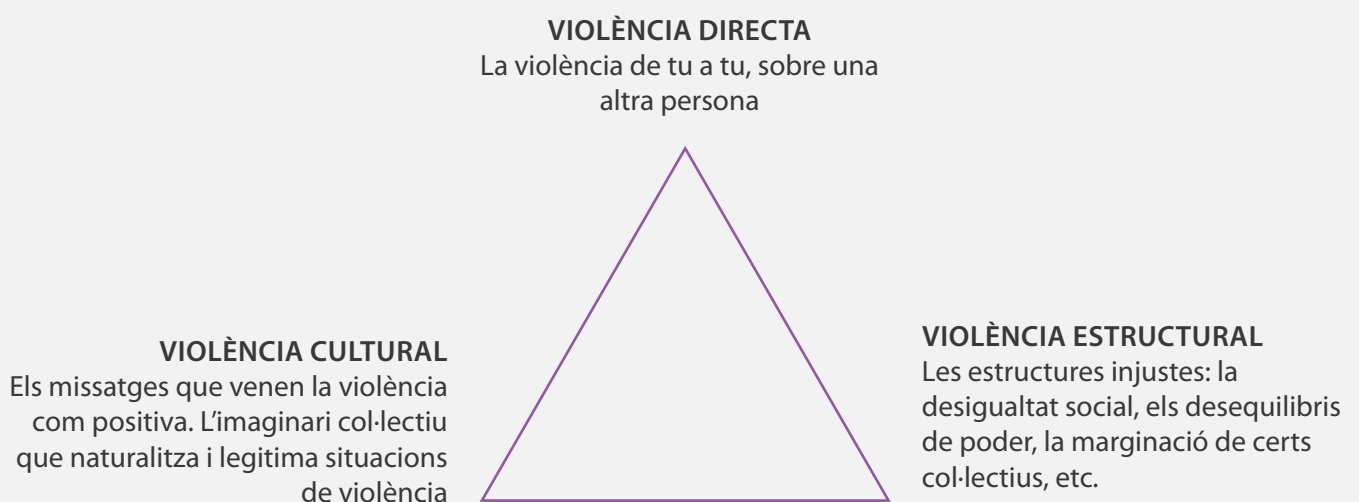 VIOLÈNCIA DIRECTA
La violència de tu a tu, sobre una
altra persona
VIOLÈNCIA CULTURAL
Els missatges que venen la violència
com positiva. L’imaginari col·lectiu
que naturalitza i legitima situacions
de violència
VIOLÈNCIA ESTRUCTURAL
Les estructures injustes: la
desigualtat social, els desequilibris
de poder, la marginació de certs
col·lectius, etc.